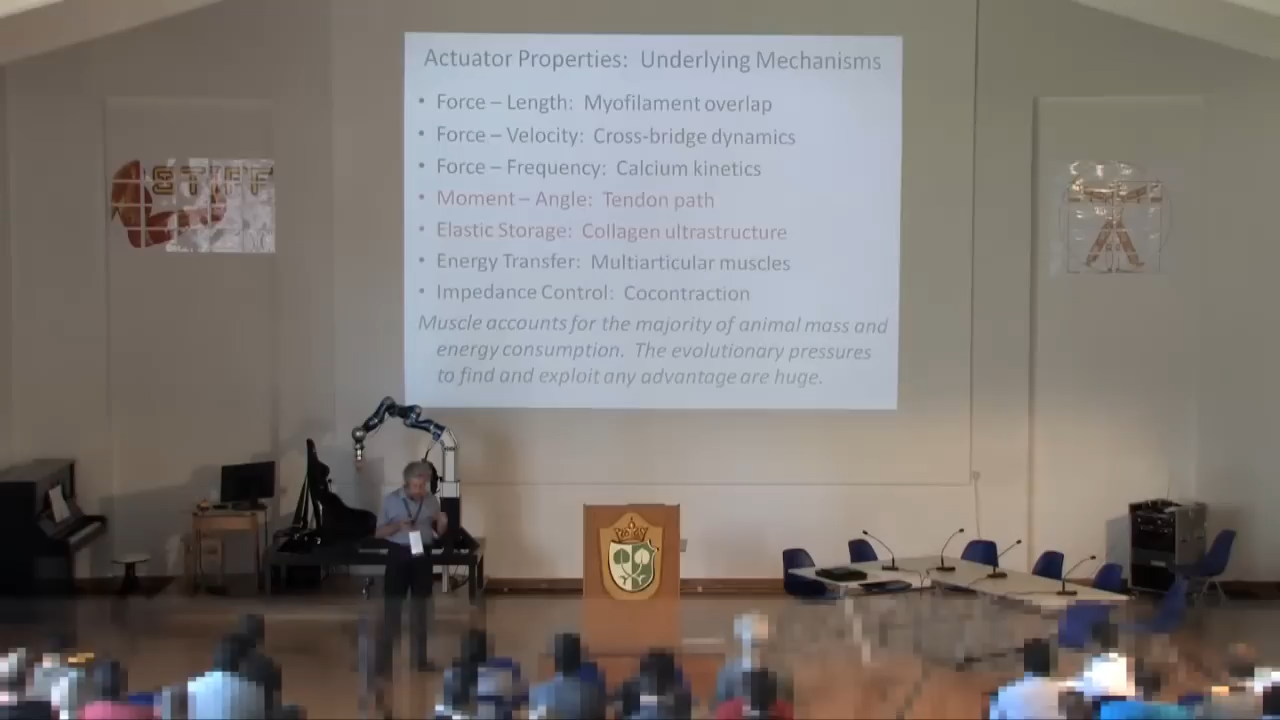 Actuator Properties: Underlying Mechanisms
• Force – Length: Myofilament overlap
• Force – Velocity: Cross-bridge dynamics
• Force – Frequency: Calcium kinetics
• Moment – Angle: Tendon path
• Elastic Storage: Collagen ultrastructure
• Energy Transfer: Multiarticular muscles
• Impedance Control: Cocontraction
Muscle accounts for the majority of animal mass and
energy consumption. The evolutionary pressures
to find and exploit any advantage are huge.
STIFF